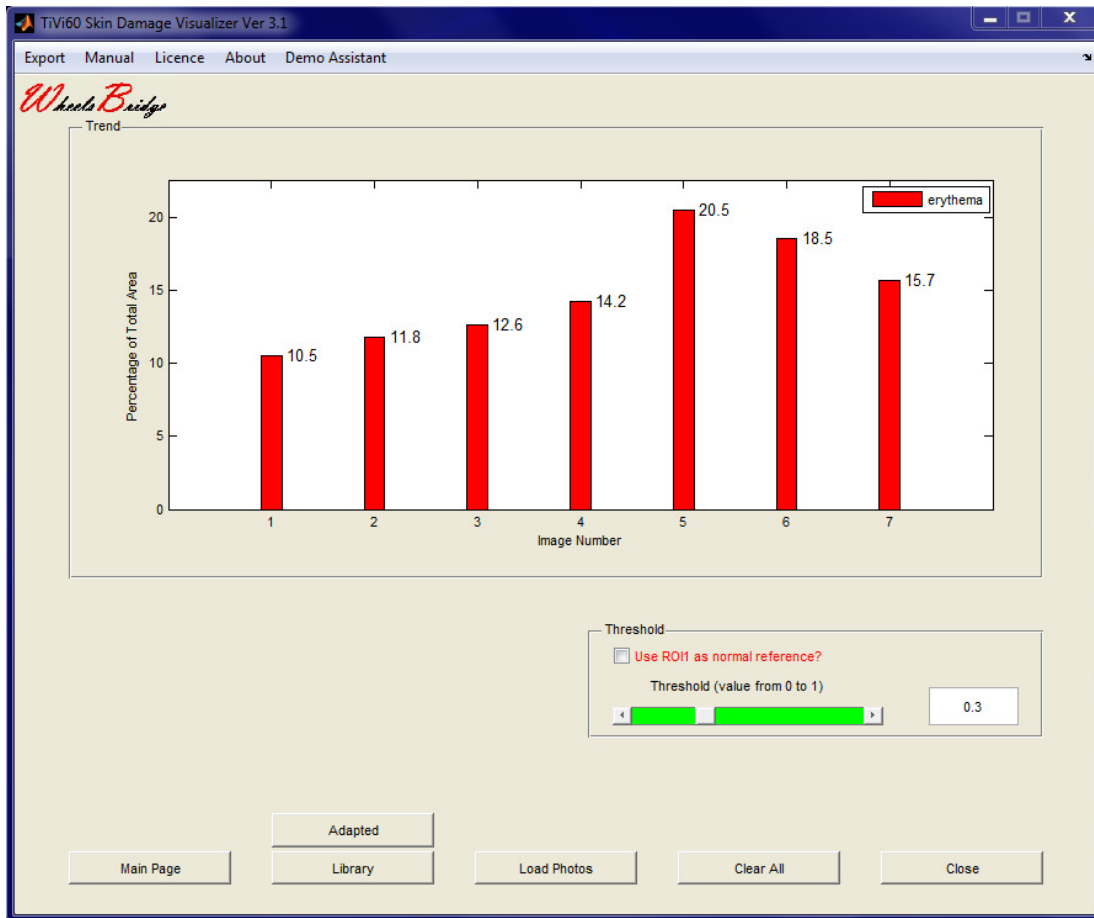 TiVi60 Skin Damage Visualizer Ver 3.1
Export Manual Licence About Demo Assistant
Wheels Bridge
Trend
erythema
20
15
10
5
0
Percentage of Total Area
10.5
11.8
12.6
14.2
20.5
18.5
15.7
1 2 3 4 5 6 7
Image Number
Threshold
Use ROI1 as normal reference?
Threshold (value from 0 to 1)
0.3
Adapted
Main Page Library Load Photos Clear All Close